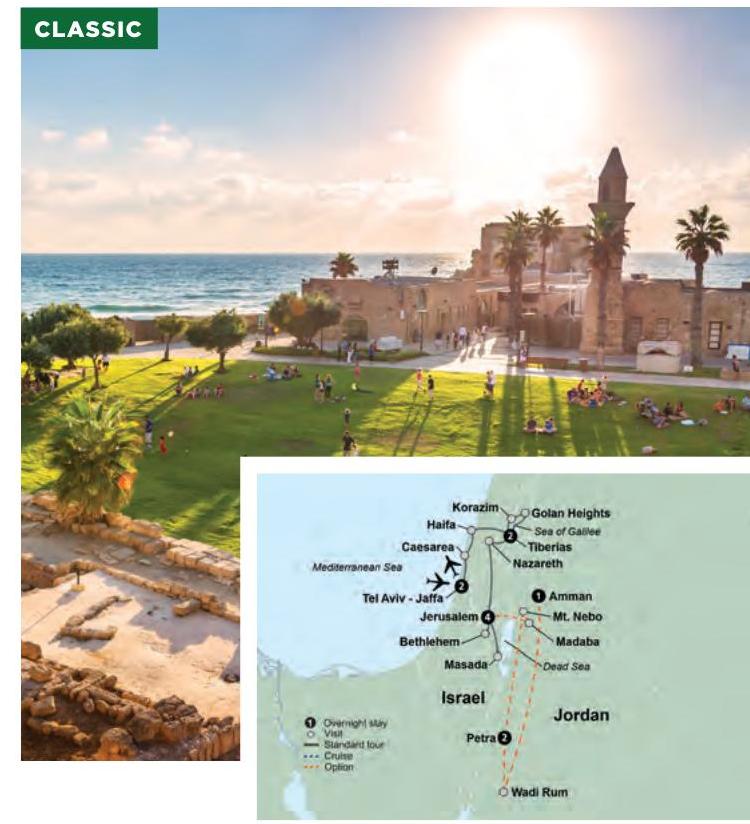 CLASSIC
Korazim
Golan Heights
Haifa
Sea of Galilee
2
Tiberias
Caesarea
Nazareth
Mediterranean Sea
2
Tel Aviv - Jaffa
1 Amman
Jerusalem 4
Mt. Nebo
Bethlehem
Madaba
Masada
Dead Sea
Israel
Jordan
1 Overnight stay
Visit
Standard tour
Cruise
Option
Petra 2
Wadi Rum